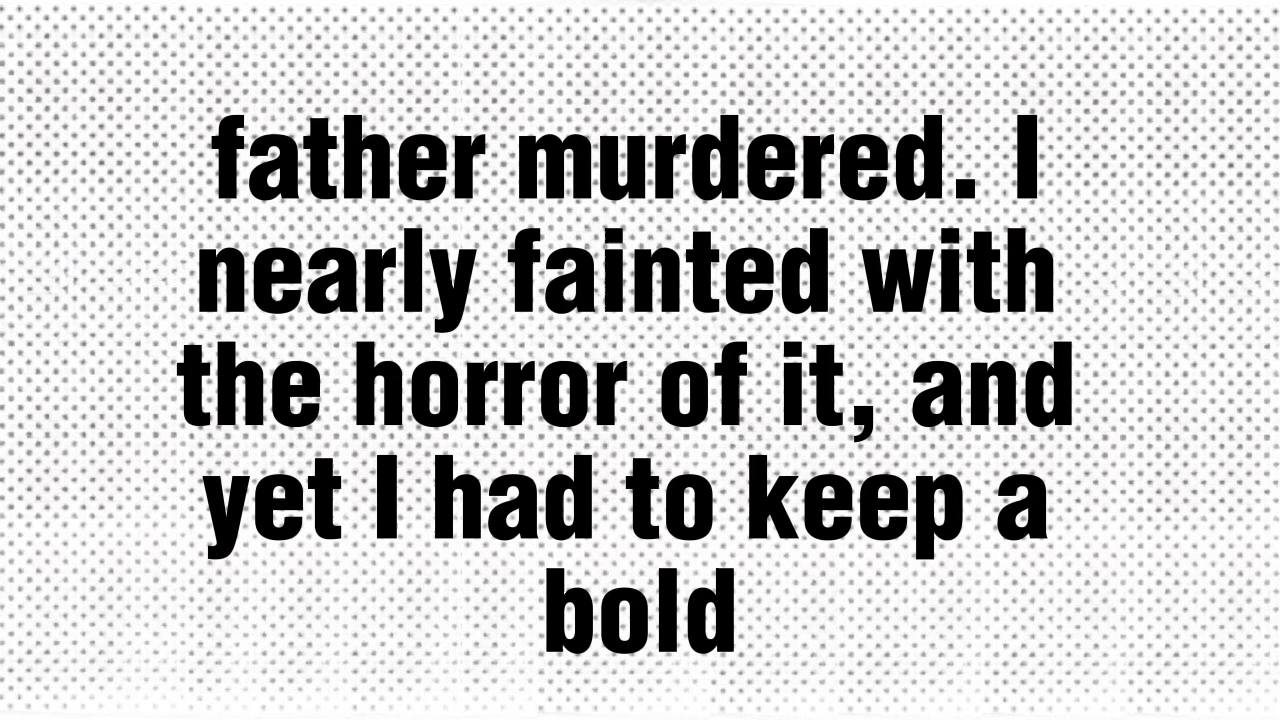 father murdered. I
nearly fainted with
the horror of it, and
yet I had to keep a
bold